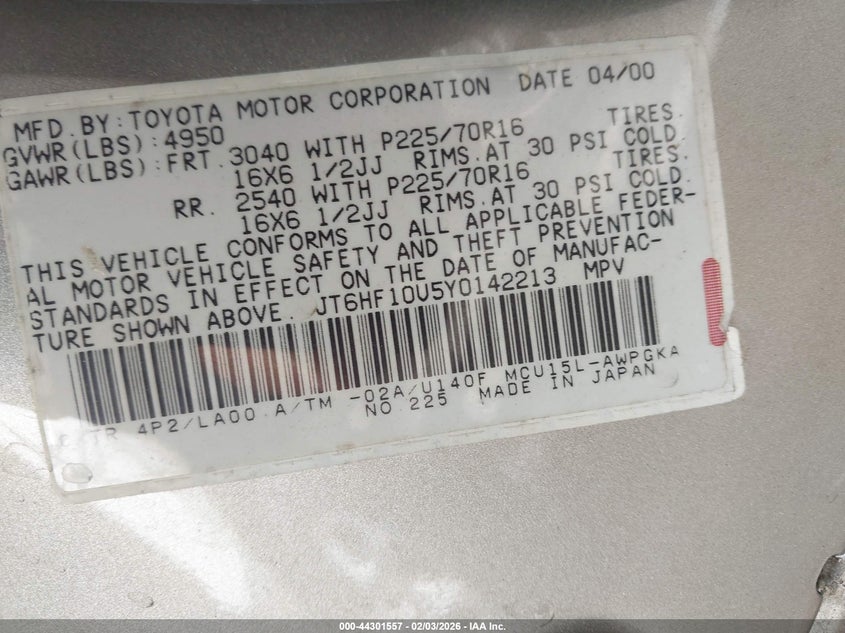 MFD.BY:TOYOTA MOTOR CORPORATION DATE 04/00
GVWR(LBS):4950
GAWR(LBS):FRT. 3040 WITH P225/70R16 TIRES.
16X6 1/2JJ RIMS.AT 30 PSI COLD.
RR. 2540 WITH P225/70R16 TIRES.
16X6 1/2JJ RIMS.AT 30 PSI COLD.
THIS VEHICLE CONFORMS TO ALL APPLICABLE FEDER-
AL MOTOR VEHICLE SAFETY AND THEFT PREVENTION
STANDARDS IN EFFECT ON THE DATE OF MANUFAC-
TURE SHOWN ABOVE. JT6HF10U5Y0142213 MPV
TR 4P2/LA00 A/TM -02A/U140F MCU15L-AWPGKA
NO.225 MADE IN JAPAN
000-44301557 | 02/03/2026 - IAA Inc.